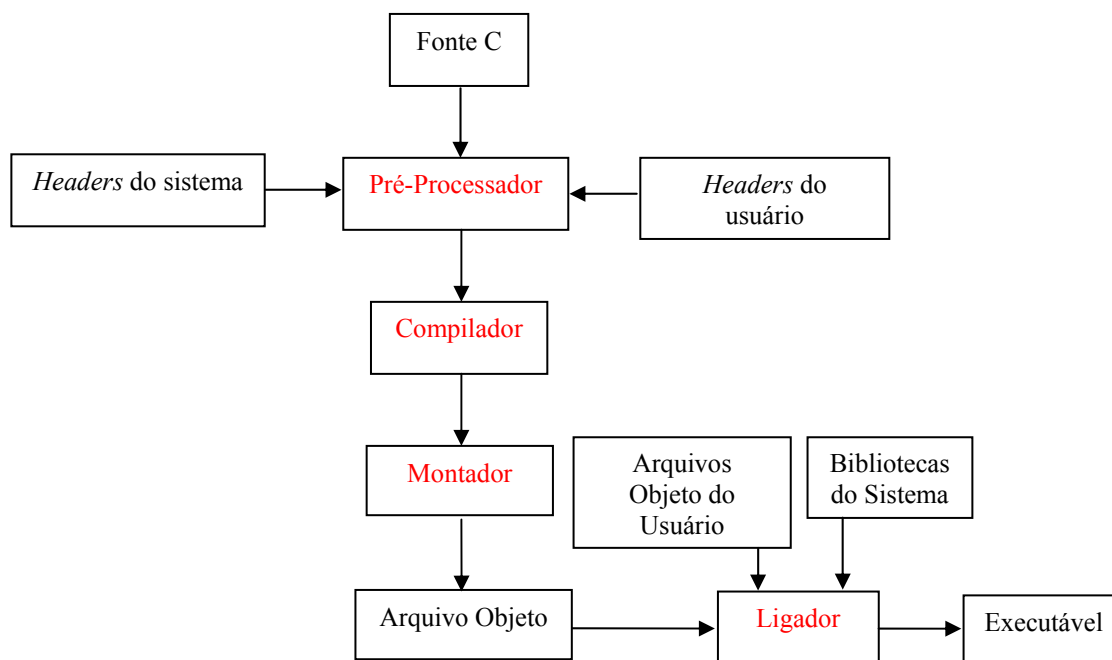 Fonte C
Headers do sistema
Pré-Processador
Headers do
usuário
Compilador
Montador
Arquivos
Objeto do
Usuário
Bibliotecas
do Sistema
Arquivo Objeto
Ligador
Executável